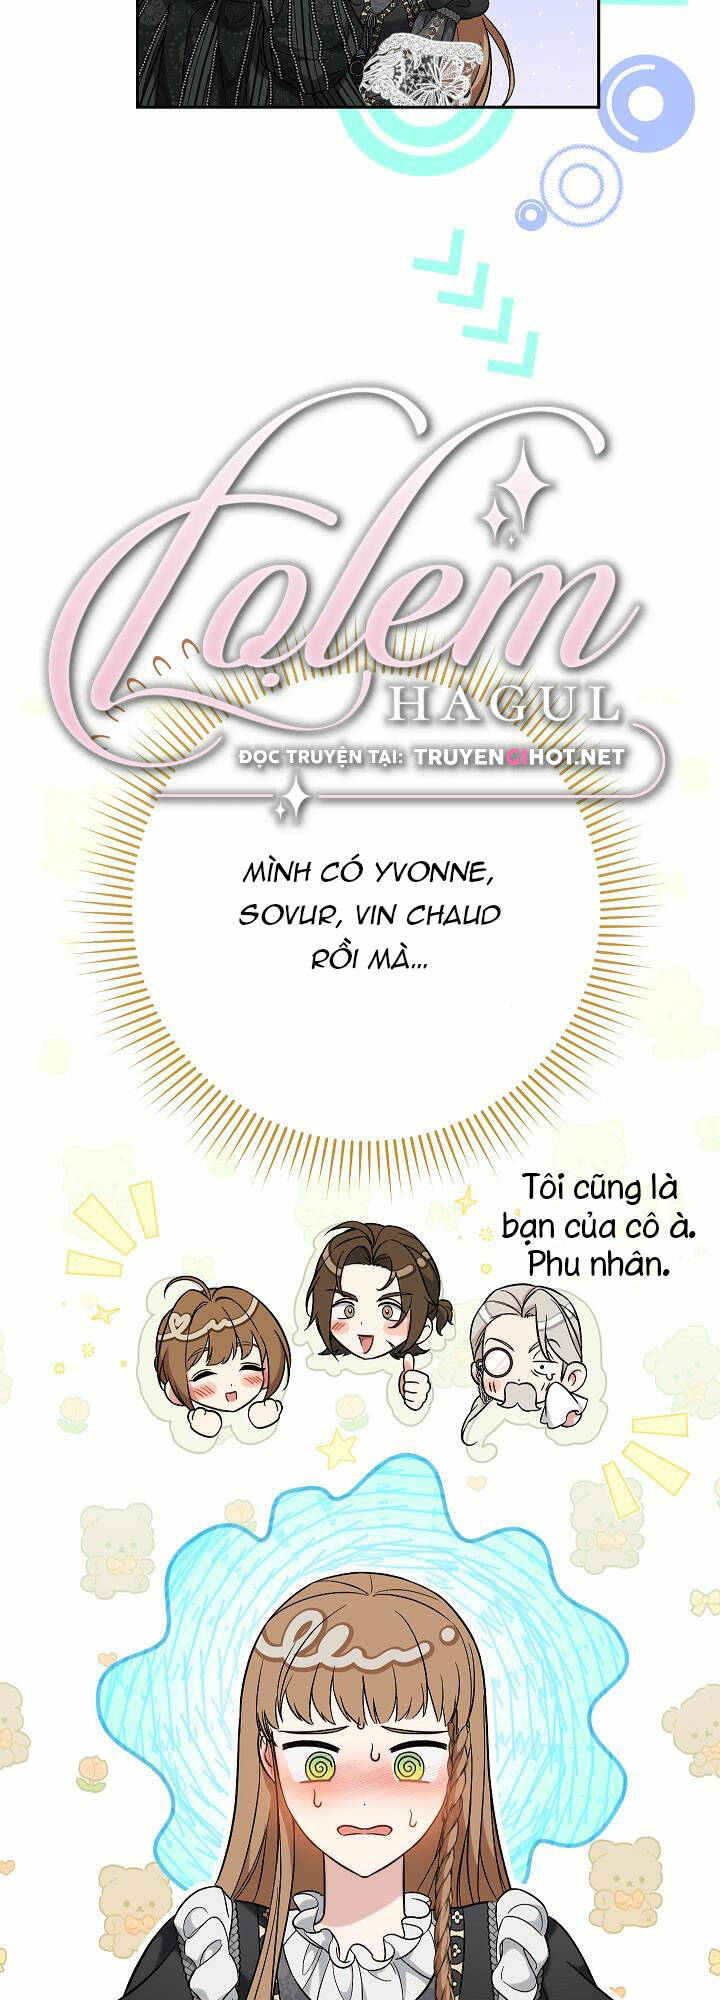 Lọlem
HAGUL
ĐỌC TRUYỆN TẠI: TRUYENGIHOT.NET
MÌNH CÓ YVONNE,
SOVUR, VIN CHAUD
RỒI MÀ...
Tôi cũng là
bạn của cô à.
Phu nhân.